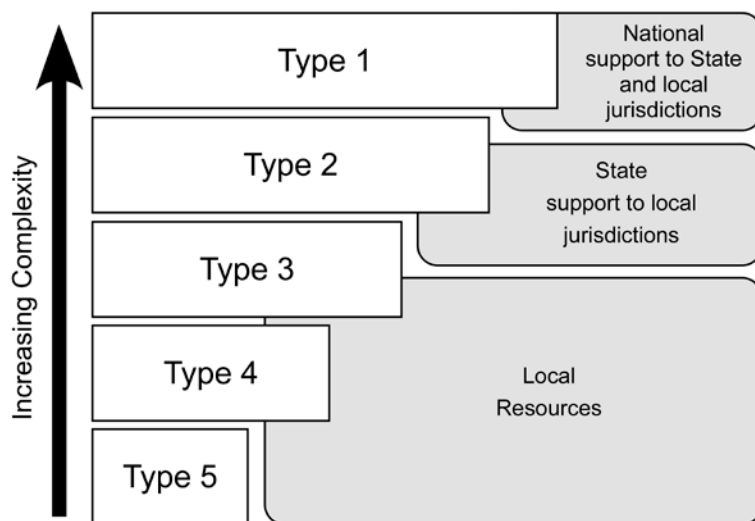 Type 1
National
support to State
and local
jurisdictions
Type 2
State
support to local
jurisdictions
Type 3
Type 4
Local
Resources
Type 5
Increasing Complexity